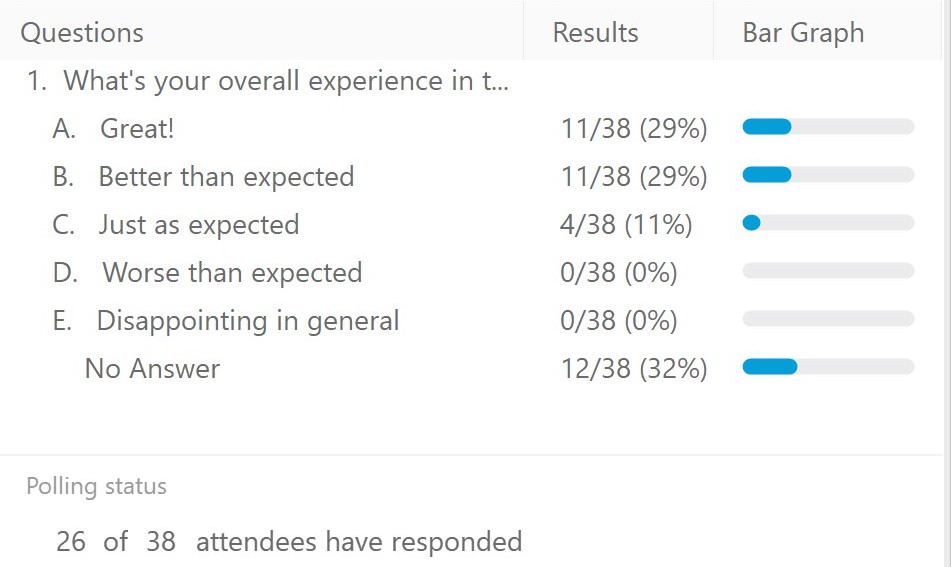 Questions Results Bar Graph
1. What's your overall experience in t...
A. Great! 11/38 (29%)
B. Better than expected 11/38 (29%)
C. Just as expected 4/38 (11%)
D. Worse than expected 0/38 (0%)
E. Disappointing in general 0/38 (0%)
No Answer 12/38 (32%)
Polling status
26 of 38 attendees have responded